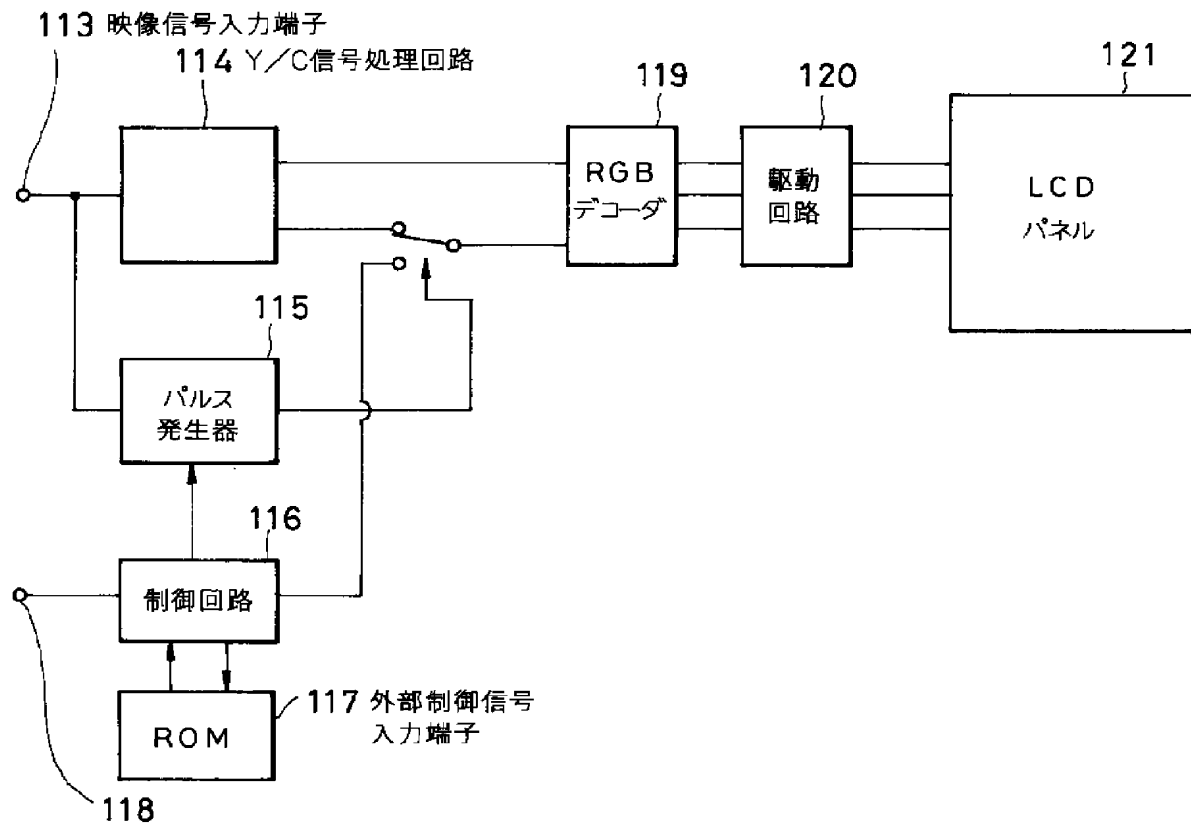 113 映像信号入力端子
114 Y/C信号処理回路
119
120
121
RGB
デコーダ
駆動
回路
LCD
パネル
115
パルス
発生器
116
制御回路
117 外部制御信号
入力端子
ROM
118